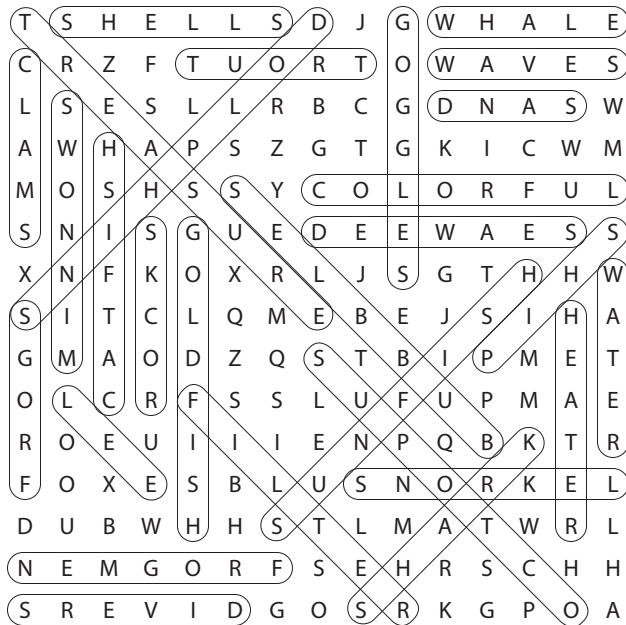 T S H E L L S D J G W H A L E
C R Z F T U O R T O W A V E S
L S E S L L R B C G D N A S W
A W H A P S Z G T G K I C W M
M O S H S S Y C O L O R F U L
S N I S G U E D E E W A E S S
X N F K O X R L J S G T H H W
S I T C L Q M E B E J S I H A
G M A O D Z Q S T B I P M E T
O L C R F S S L U F U P M A E
R O E U I I I E N P Q B K T R
F O X E S B L U S N O R K E L
D U B W H H S T L M A T W R L
N E M G O R F S E H R S C H H
S R E V I D G O S R K G P O A